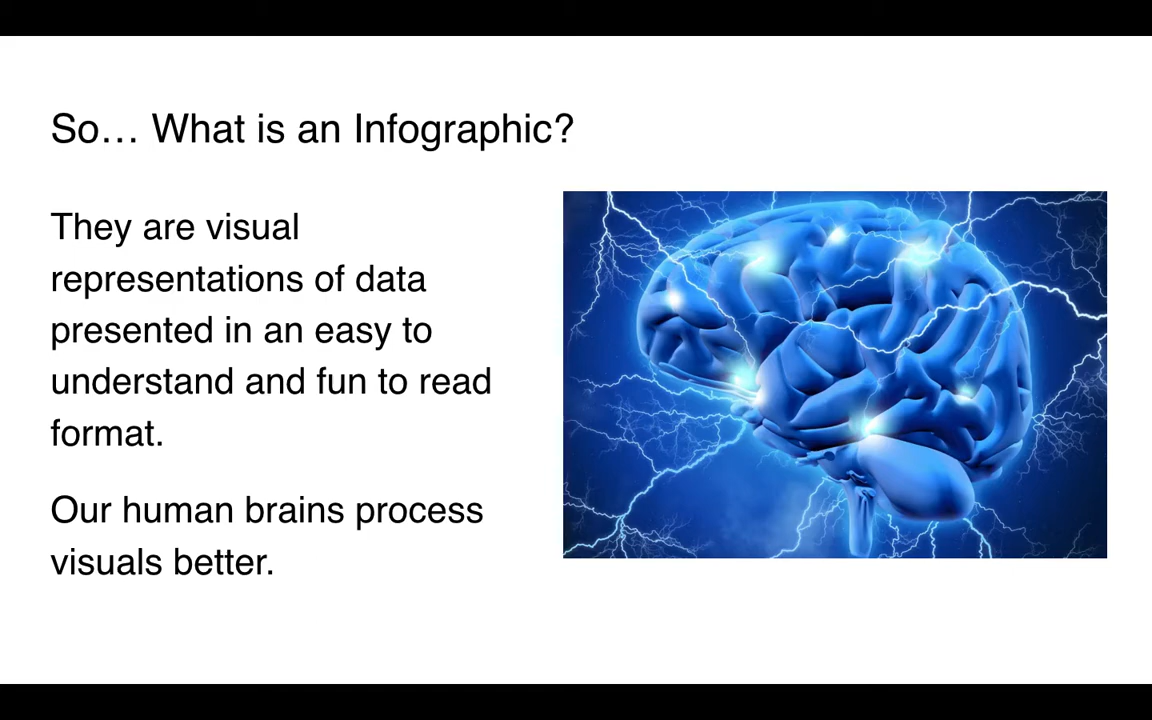 So… What is an Infographic?
They are visual
representations of data
presented in an easy to
understand and fun to read
format.
Our human brains process
visuals better.